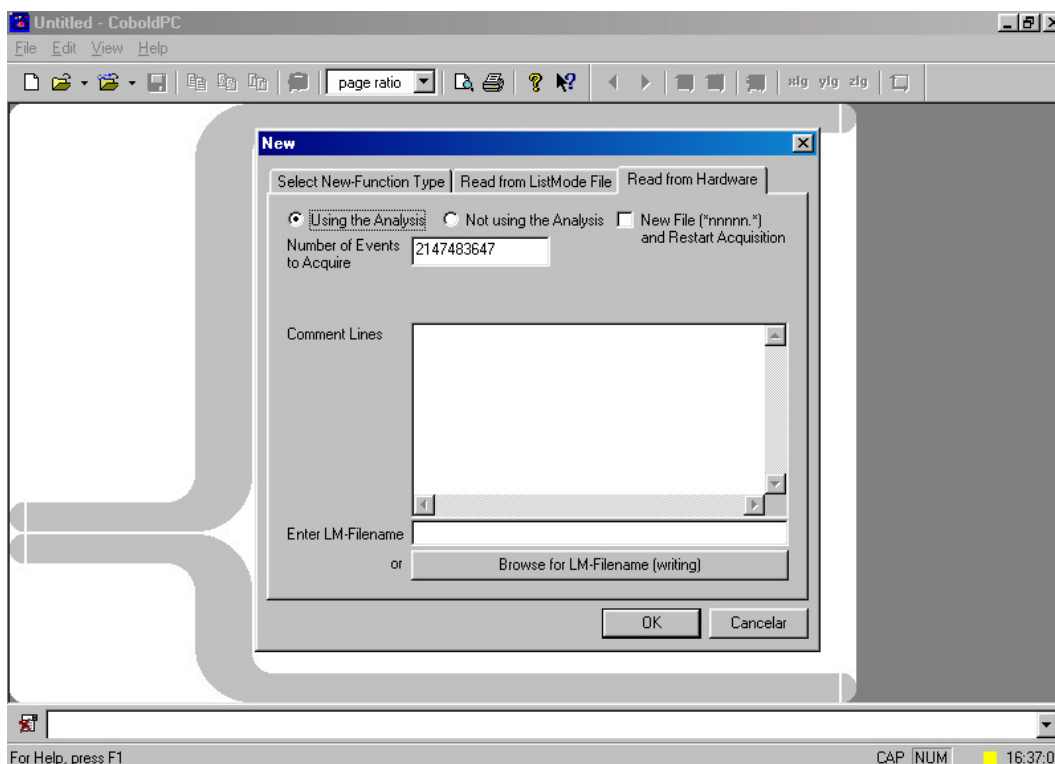 Untitled - CoboldPC
File Edit View Help
page ratio
xlg ylg zlg
New
Select New-Function Type
Read from ListMode File
Read from Hardware
Using the Analysis
Not using the Analysis
New File (*nnnnn.*)
and Restart Acquisition
Number of Events
to Acquire
2147483647
Comment Lines
Enter LM-Filename
or
Browse for LM-Filename (writing)
OK
Cancelar
For Help, press F1
CAP NUM
16:37:0